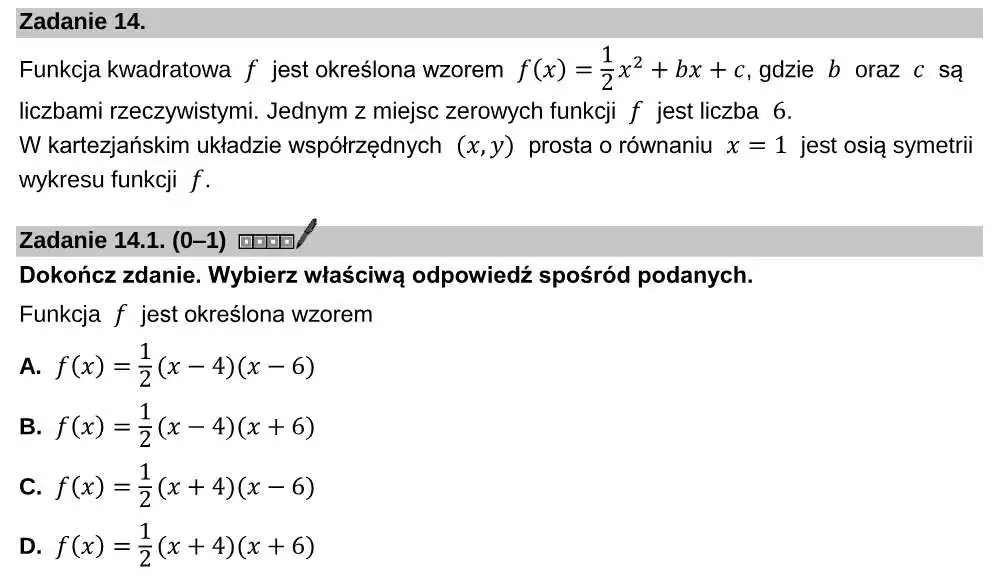 Zadanie 14.
Funkcja kwadratowa f jest określona wzorem f(x) = 1/2 x² + bx + c, gdzie b oraz c są
liczbami rzeczywistymi. Jednym z miejsc zerowych funkcji f jest liczba 6.
W kartezjańskim układzie współrzędnych (x, y) prosta o równaniu x = 1 jest osią symetrii
wykresu funkcji f.
Zadanie 14.1. (0–1)
Dokończ zdanie. Wybierz właściwą odpowiedź spośród podanych.
Funkcja f jest określona wzorem
A. f(x) = 1/2 (x − 4)(x − 6)
B. f(x) = 1/2 (x − 4)(x + 6)
C. f(x) = 1/2 (x + 4)(x − 6)
D. f(x) = 1/2 (x + 4)(x + 6)